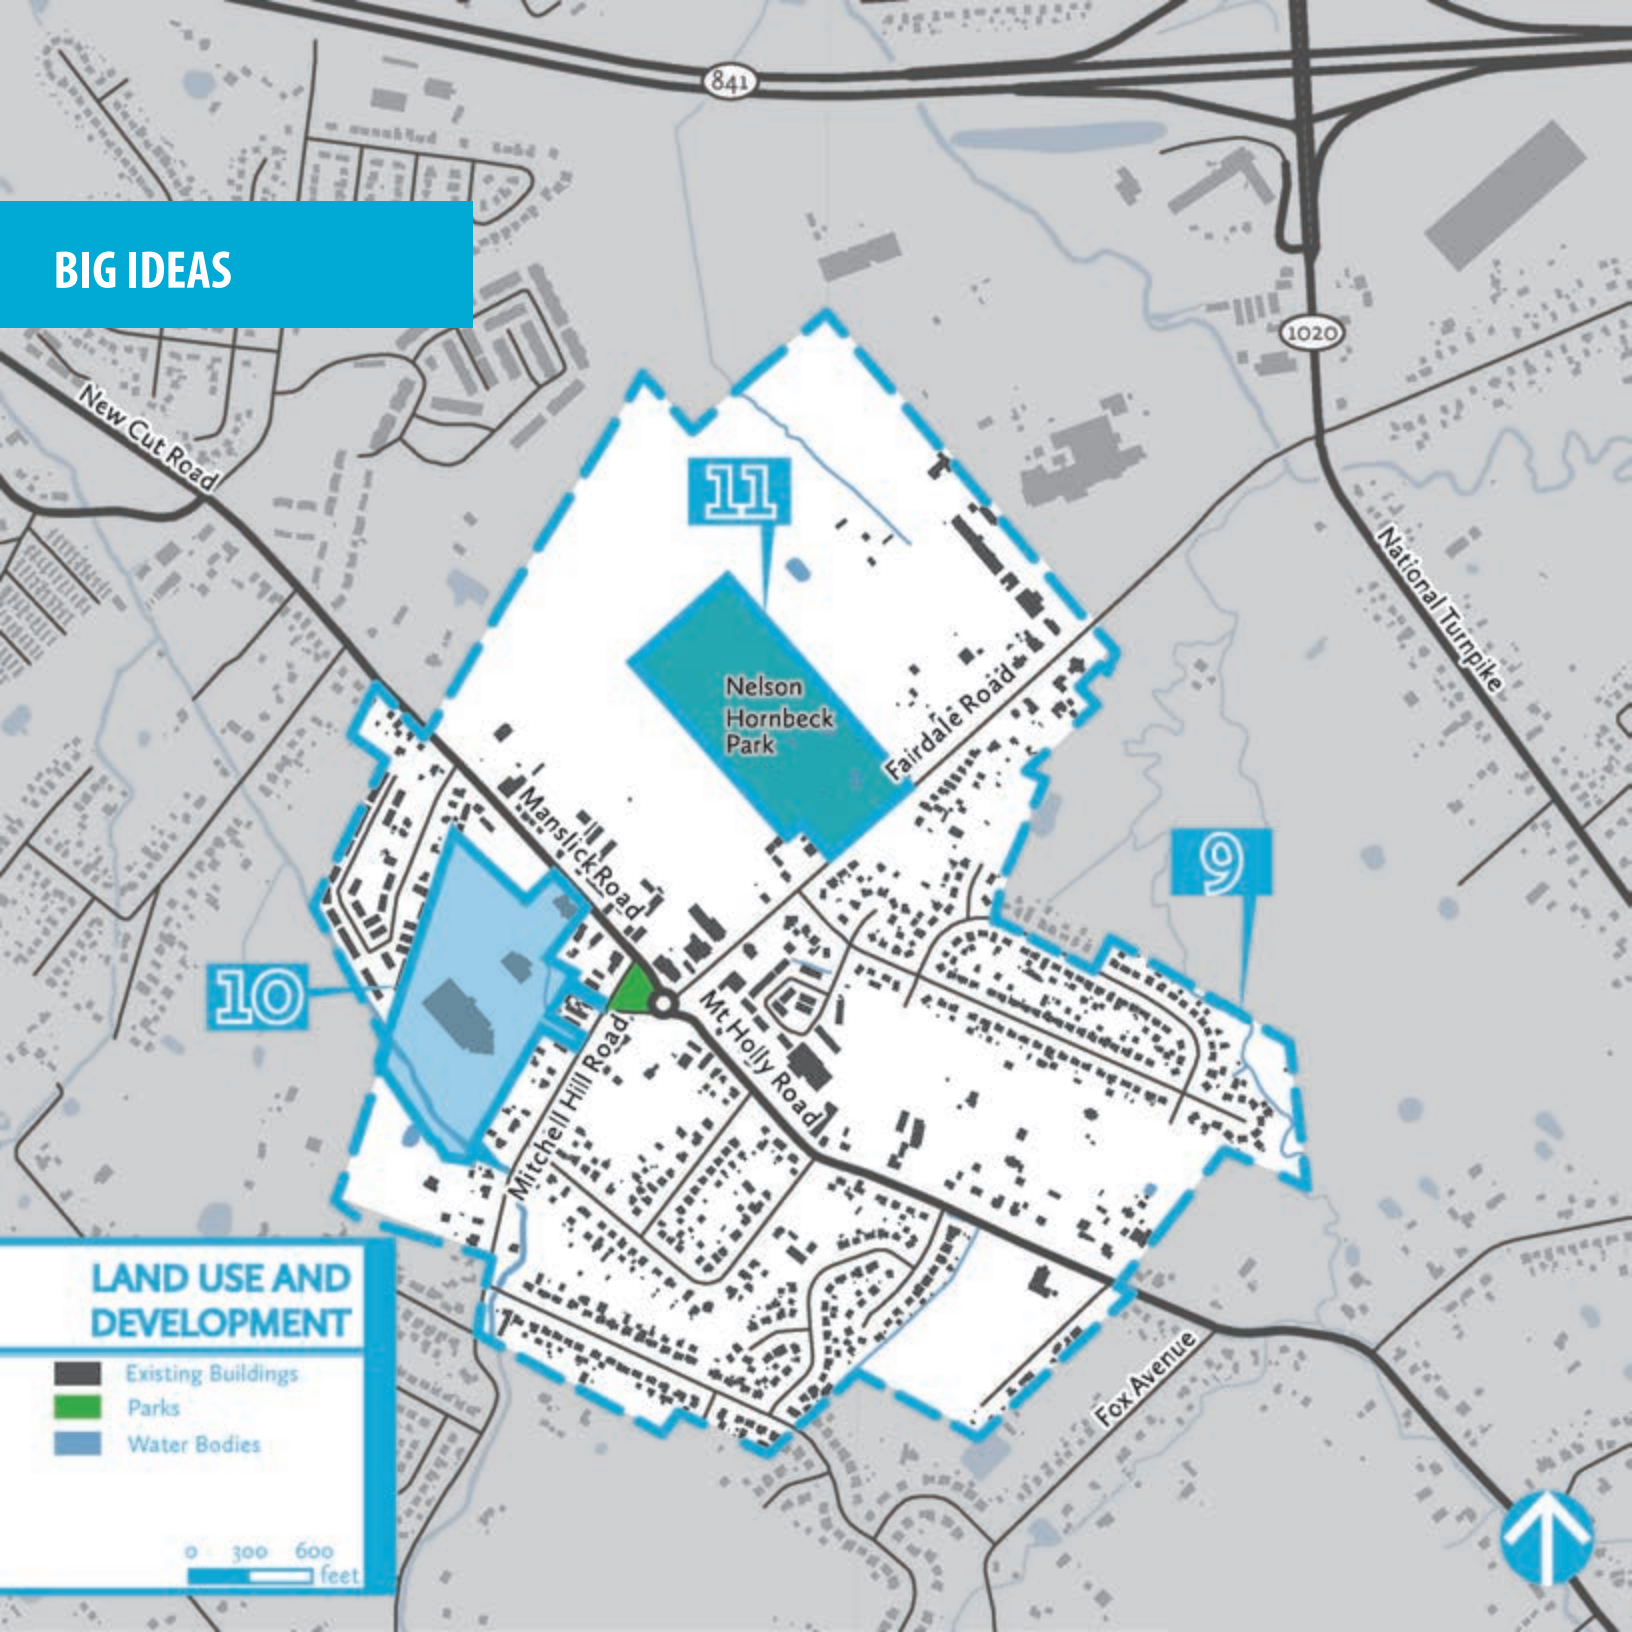 841
BIG IDEAS
1020
New Cut Road
11
National Turnpike
Nelson
Hornbeck
Park
Fairdale Road
Manslick Road
9
10
Mt Holly Road
Mitchell Hill Road
LAND USE AND
DEVELOPMENT
Existing Buildings
Parks
Water Bodies
Fox Avenue
0 300 600
feet